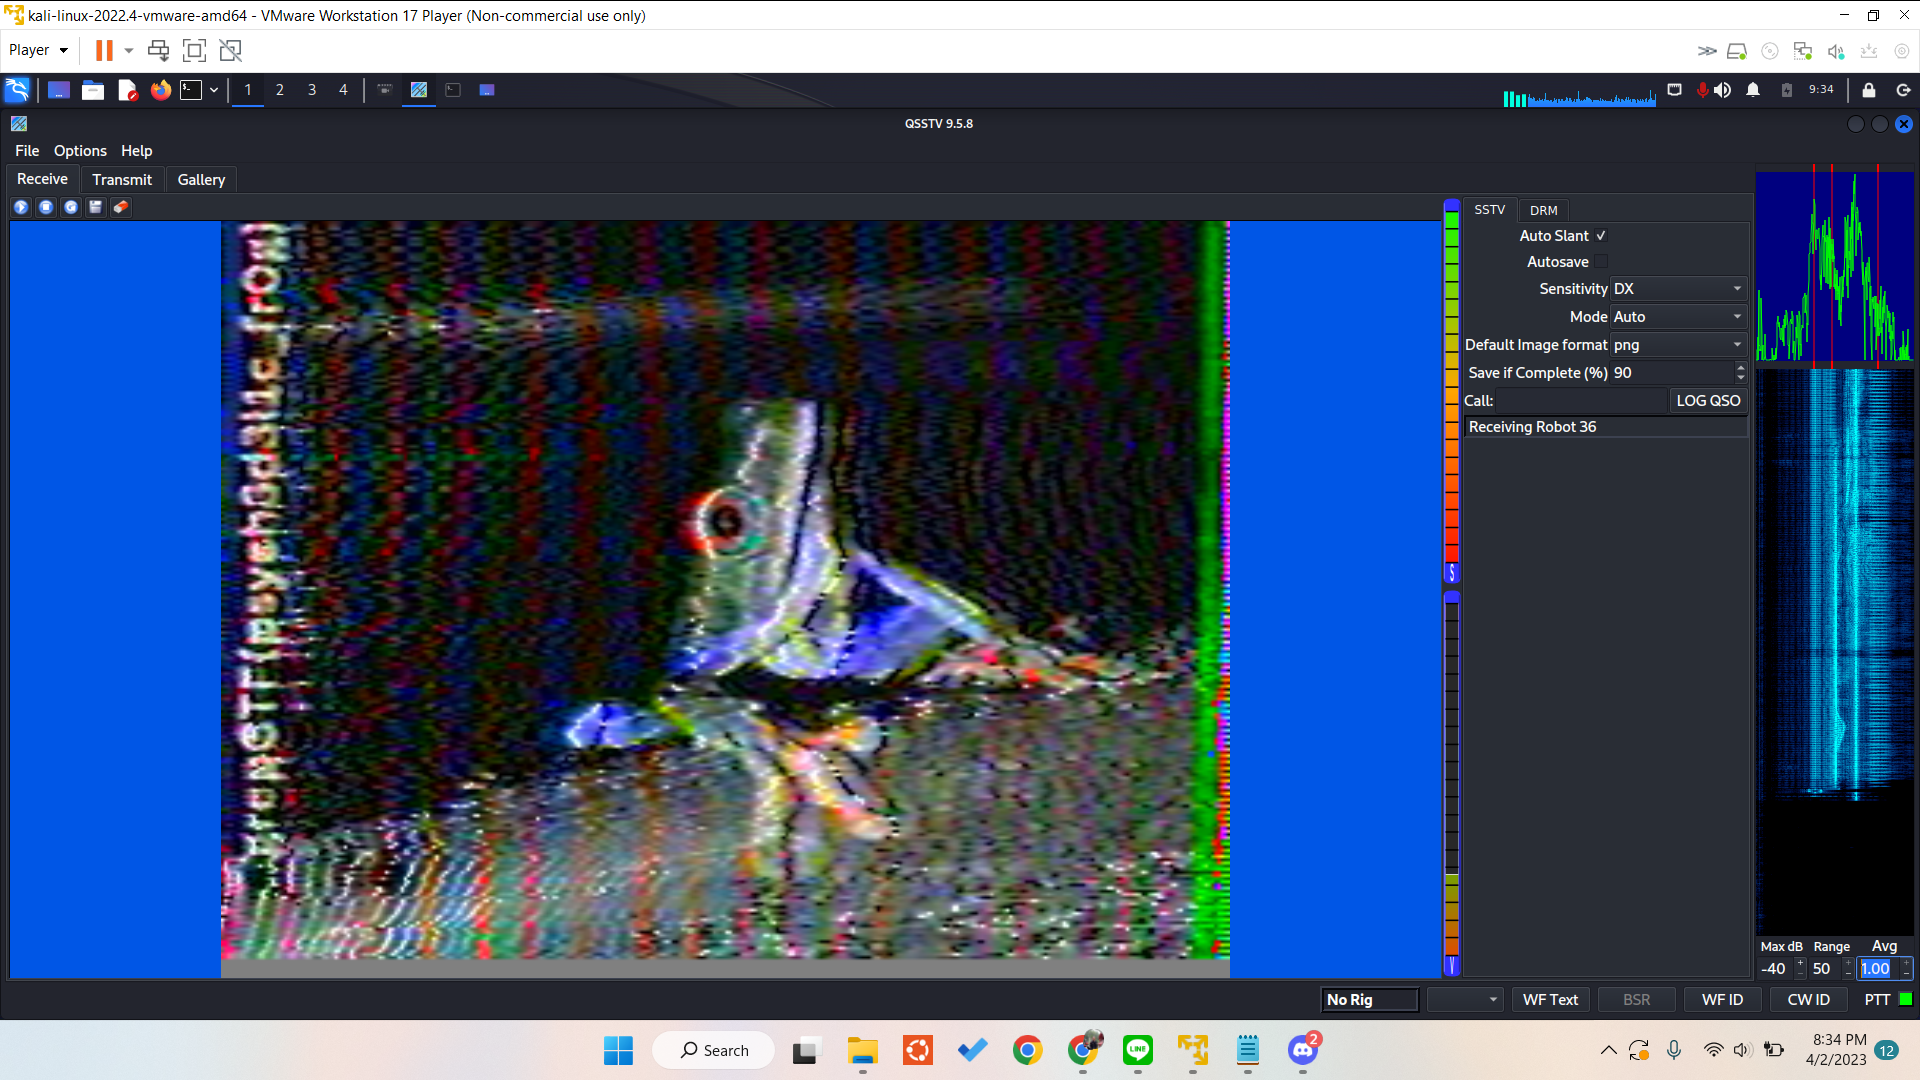 kali-linux-2022.4-vmware-amd64 - VMware Workstation 17 Player (Non-commercial use only)
Player
1 2 3 4
9:34
QSSTV 9.5.8
File Options Help
Receive Transmit Gallery
SSTV DRM
Auto Slant
Autosave
Sensitivity DX
Mode Auto
Default Image format png
Save if Complete (%) 90
Call: LOG QSO
Receiving Robot 36
S
V
Max dB Range Avg
-40 50 1.00
No Rig WF Text BSR WF ID CW ID PTT
Search
LINE
2
8:34 PM
4/2/2023
12